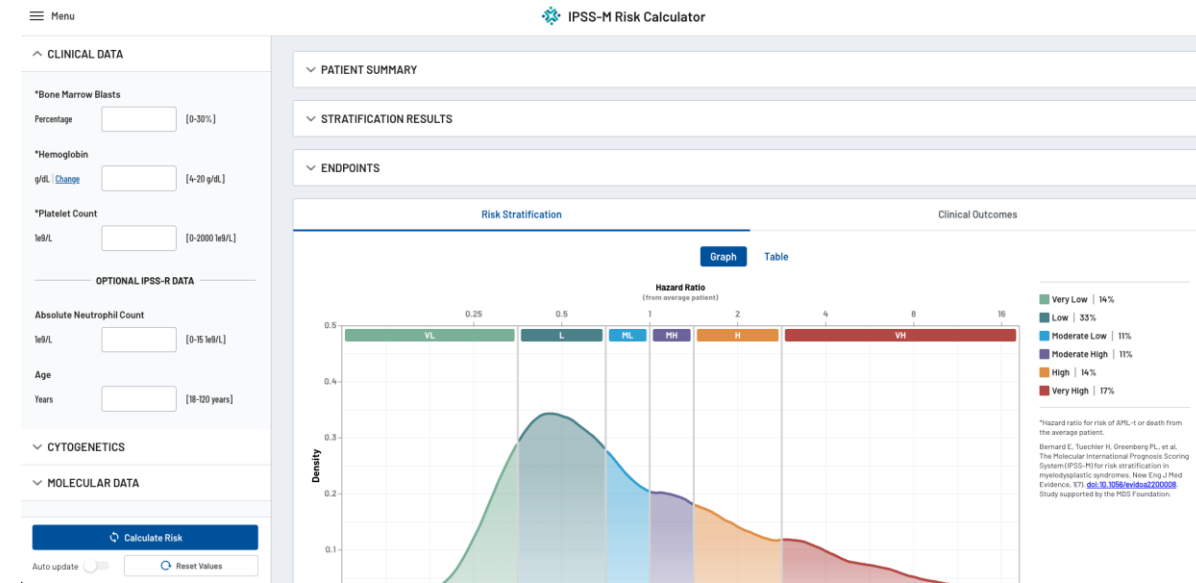 Menu
IPSS-M Risk Calculator
CLINICAL DATA
*Bone Marrow Blasts
Percentage [0-30%]
*Hemoglobin
g/dL | Change [4-20 g/dL]
*Platelet Count
1e9/L [0-2000 1e9/L]
OPTIONAL IPSS-R DATA
Absolute Neutrophil Count
1e9/L [0-15 1e9/L]
Age
Years [18-120 years]
CYTOGENETICS
MOLECULAR DATA
Calculate Risk
Auto update
Reset Values
PATIENT SUMMARY
STRATIFICATION RESULTS
ENDPOINTS
Risk Stratification
Clinical Outcomes
Graph
Table
Hazard Ratio
(from average patient)
0.25 0.5 1 2 4 8 16
VL L ML MH H VH
0.5
0.4
0.3
0.2
0.1
Density
Very Low | 14%
Low | 33%
Moderate Low | 11%
Moderate High | 11%
High | 14%
Very High | 17%
*Hazard ratio for risk of AML-t or death from
the average patient.
Bernard E, Tuechler H, Greenberg PL, et al.
The Molecular International Prognosis Scoring
System (IPSS-M) for risk stratification in
myelodysplastic syndromes. New Eng J Med
Evidence, 1(7). doi:10.1056/evidoa2200008.
Study supported by the MDS Foundation.